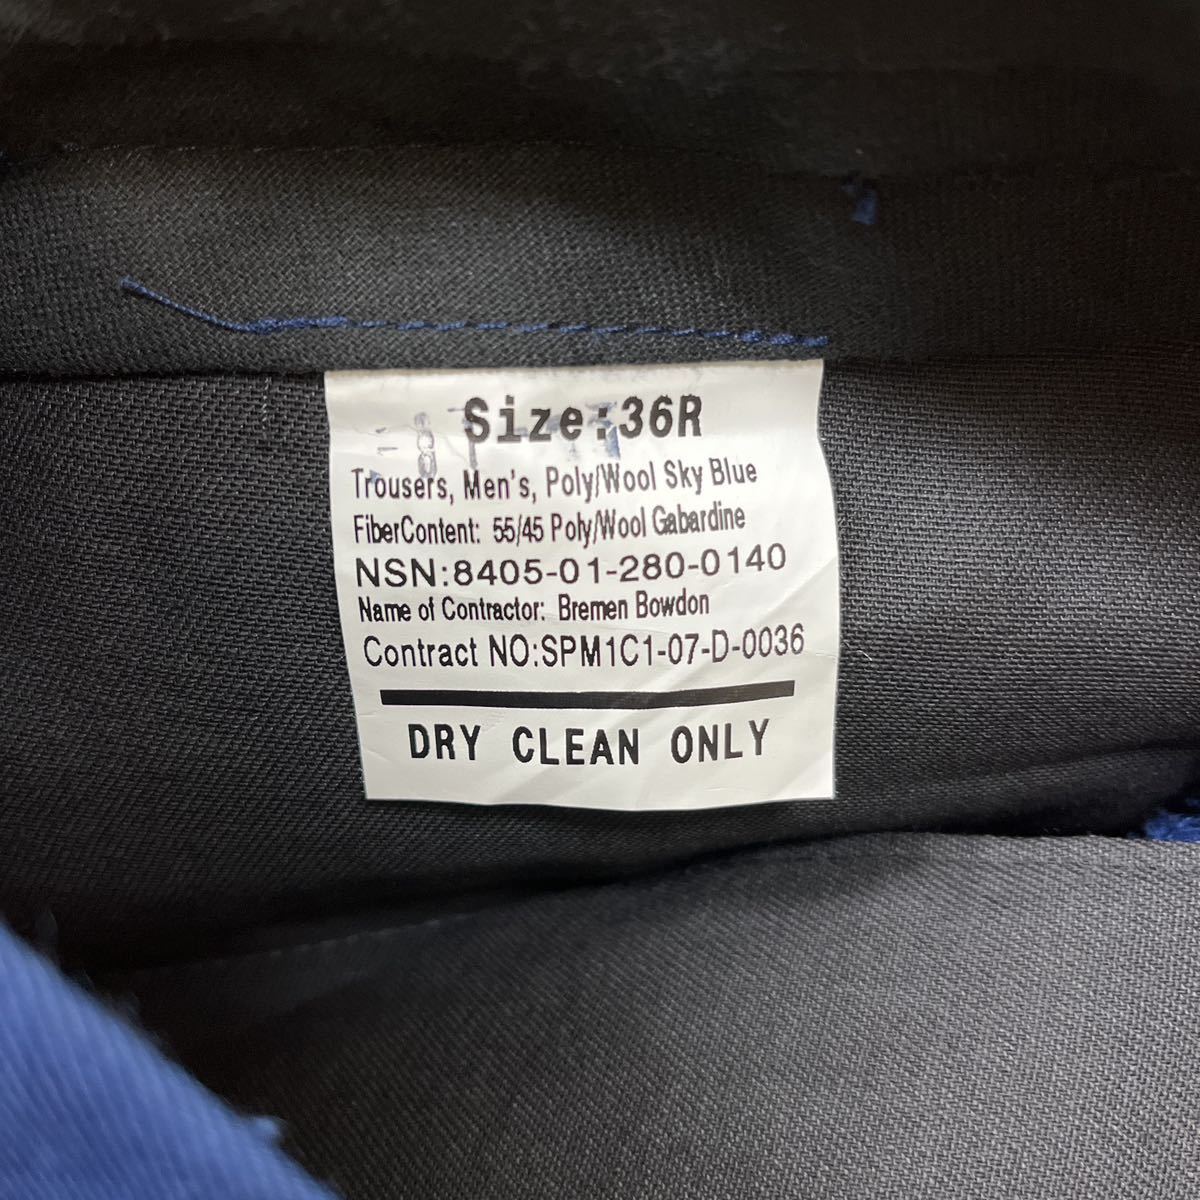 Size:36R
Trousers, Men's, Poly/Wool Sky Blue
FiberContent: 55/45 Poly/Wool Gabardine
NSN:8405-01-280-0140
Name of Contractor: Bremen Bowdon
Contract NO:SPM1C1-07-D-0036
DRY CLEAN ONLY